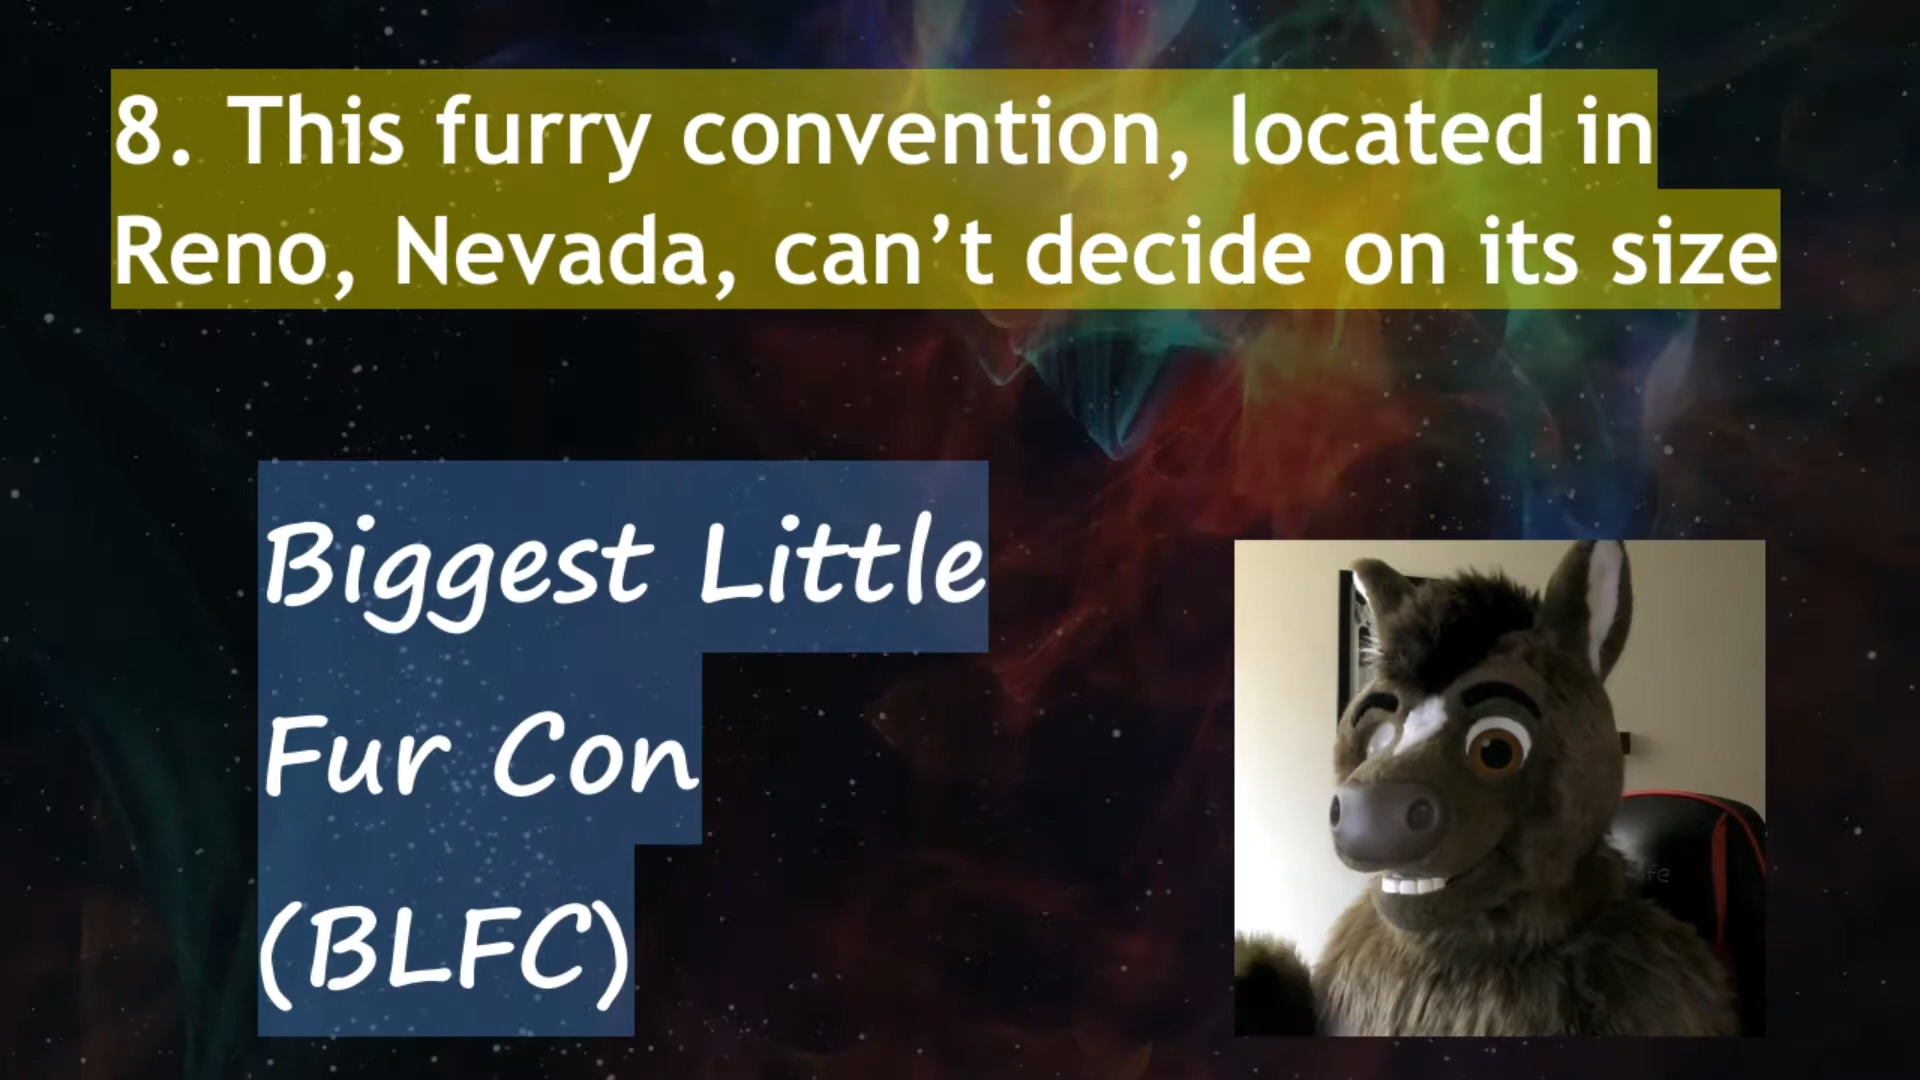 8. This furry convention, located in
Reno, Nevada, can’t decide on its size
Biggest Little
Fur Con
(BLFC)